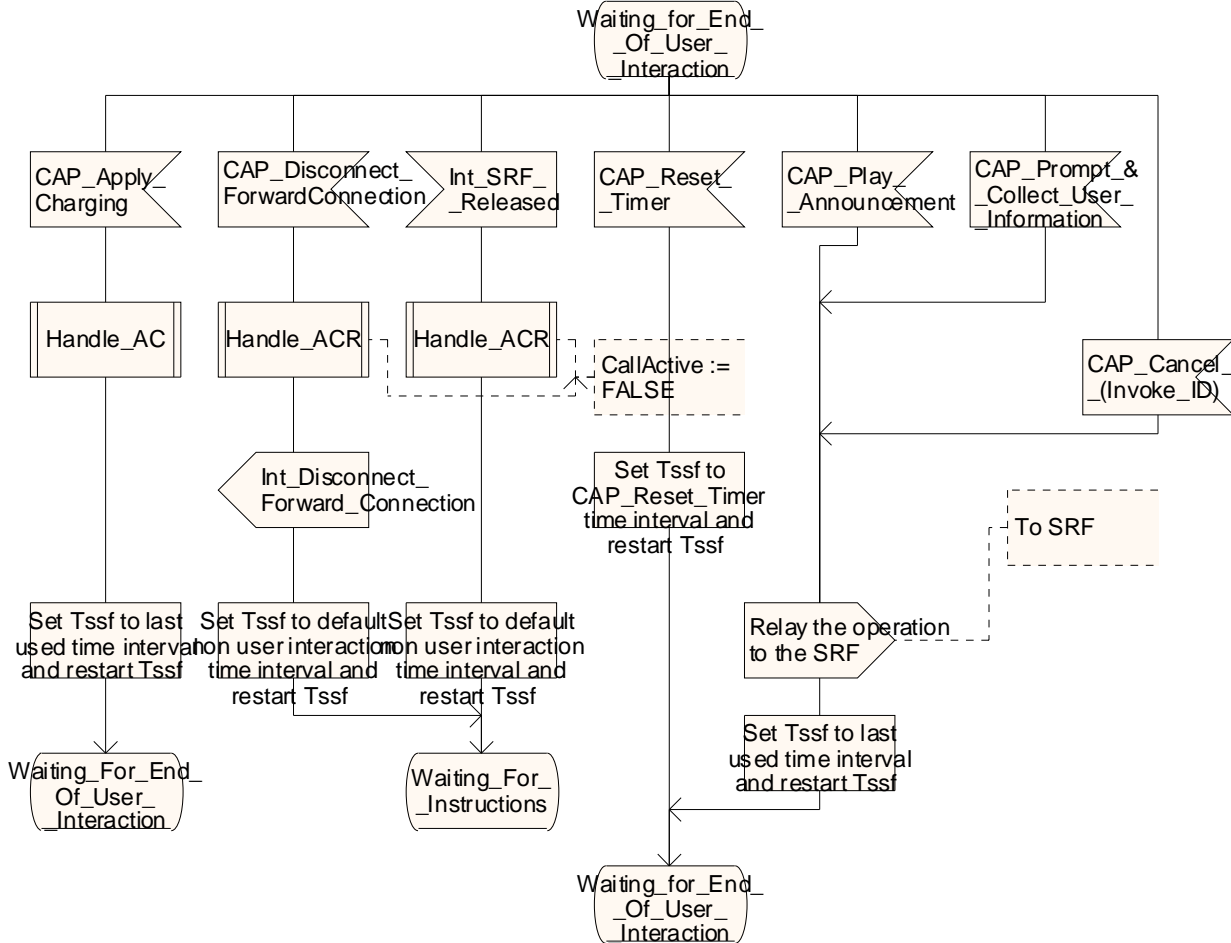 Waiting_for_End_
_Of_User_
_Interaction
CAP_Apply_
Charging
CAP_Disconnect_
ForwardConnection
Int_SRF_
_Released
CAP_Reset_
_Timer
CAP_Play_
_Announcement
CAP_Prompt_&
_Collect_User_
_Information
Handle_AC
Handle_ACR
Handle_ACR
CallActive :=
FALSE
CAP_Cancel_
_(Invoke_ID)
Int_Disconnect_
Forward_Connection
Set Tssf to
CAP_Reset_Timer
time interval and
restart Tssf
To SRF
Set Tssf to last
used time interval
and restart Tssf
Set Tssf to default
non user interaction
time interval and
restart Tssf
Set Tssf to default
non user interaction
time interval and
restart Tssf
Relay the operation
to the SRF
Set Tssf to last
used time interval
and restart Tssf
Waiting_For_End_
_Of_User_
_Interaction
Waiting_For_
_Instructions
Waiting_for_End_
_Of_User_
_Interaction